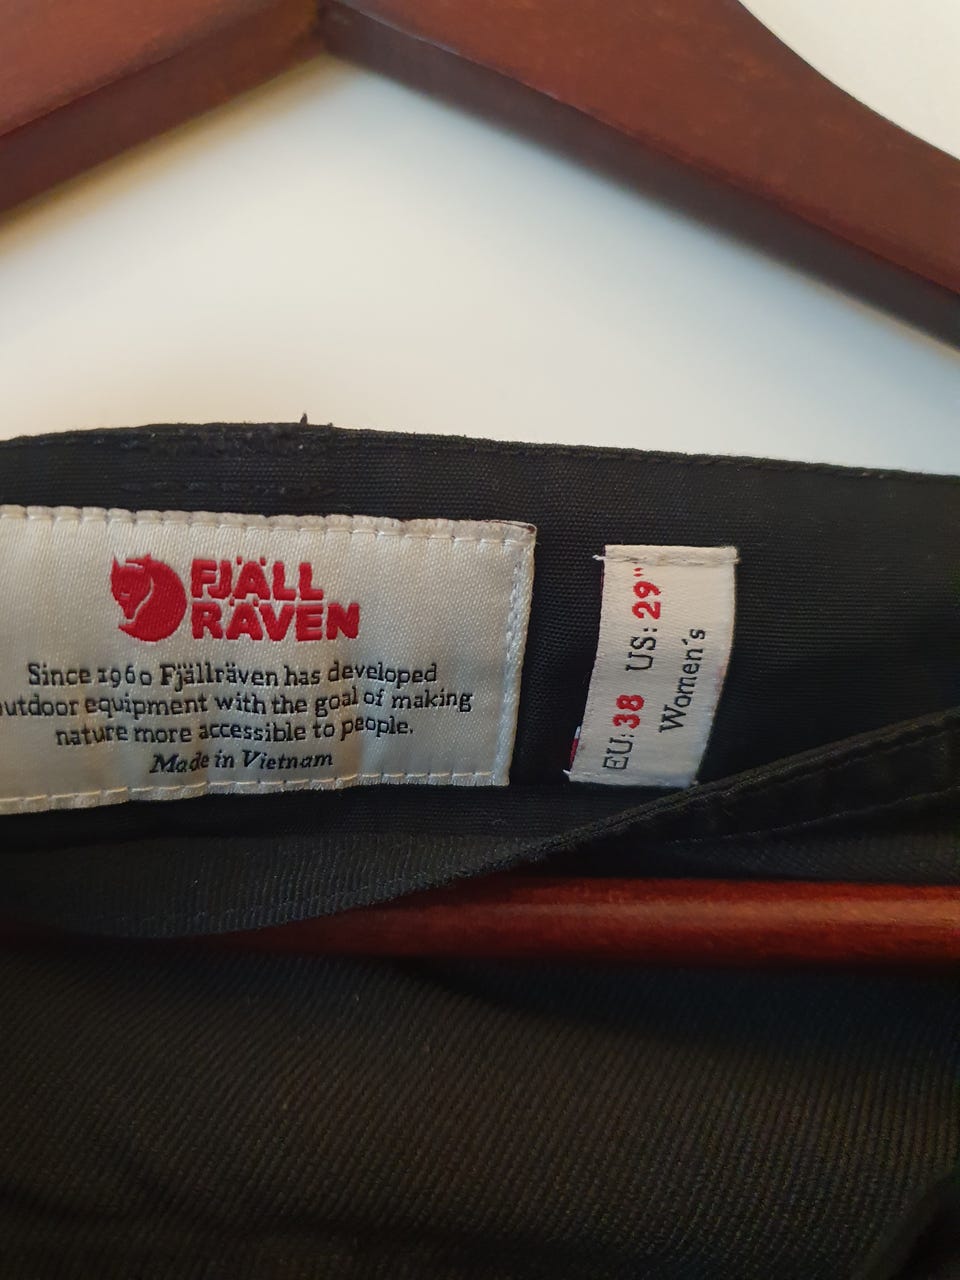 FJÄLL
RÄVEN
Since 1960 Fjällräven has developed
equipment with the goal of making
nature more accessible to people.
Made in Vietnam
EU: 38 US: 29"
Women's